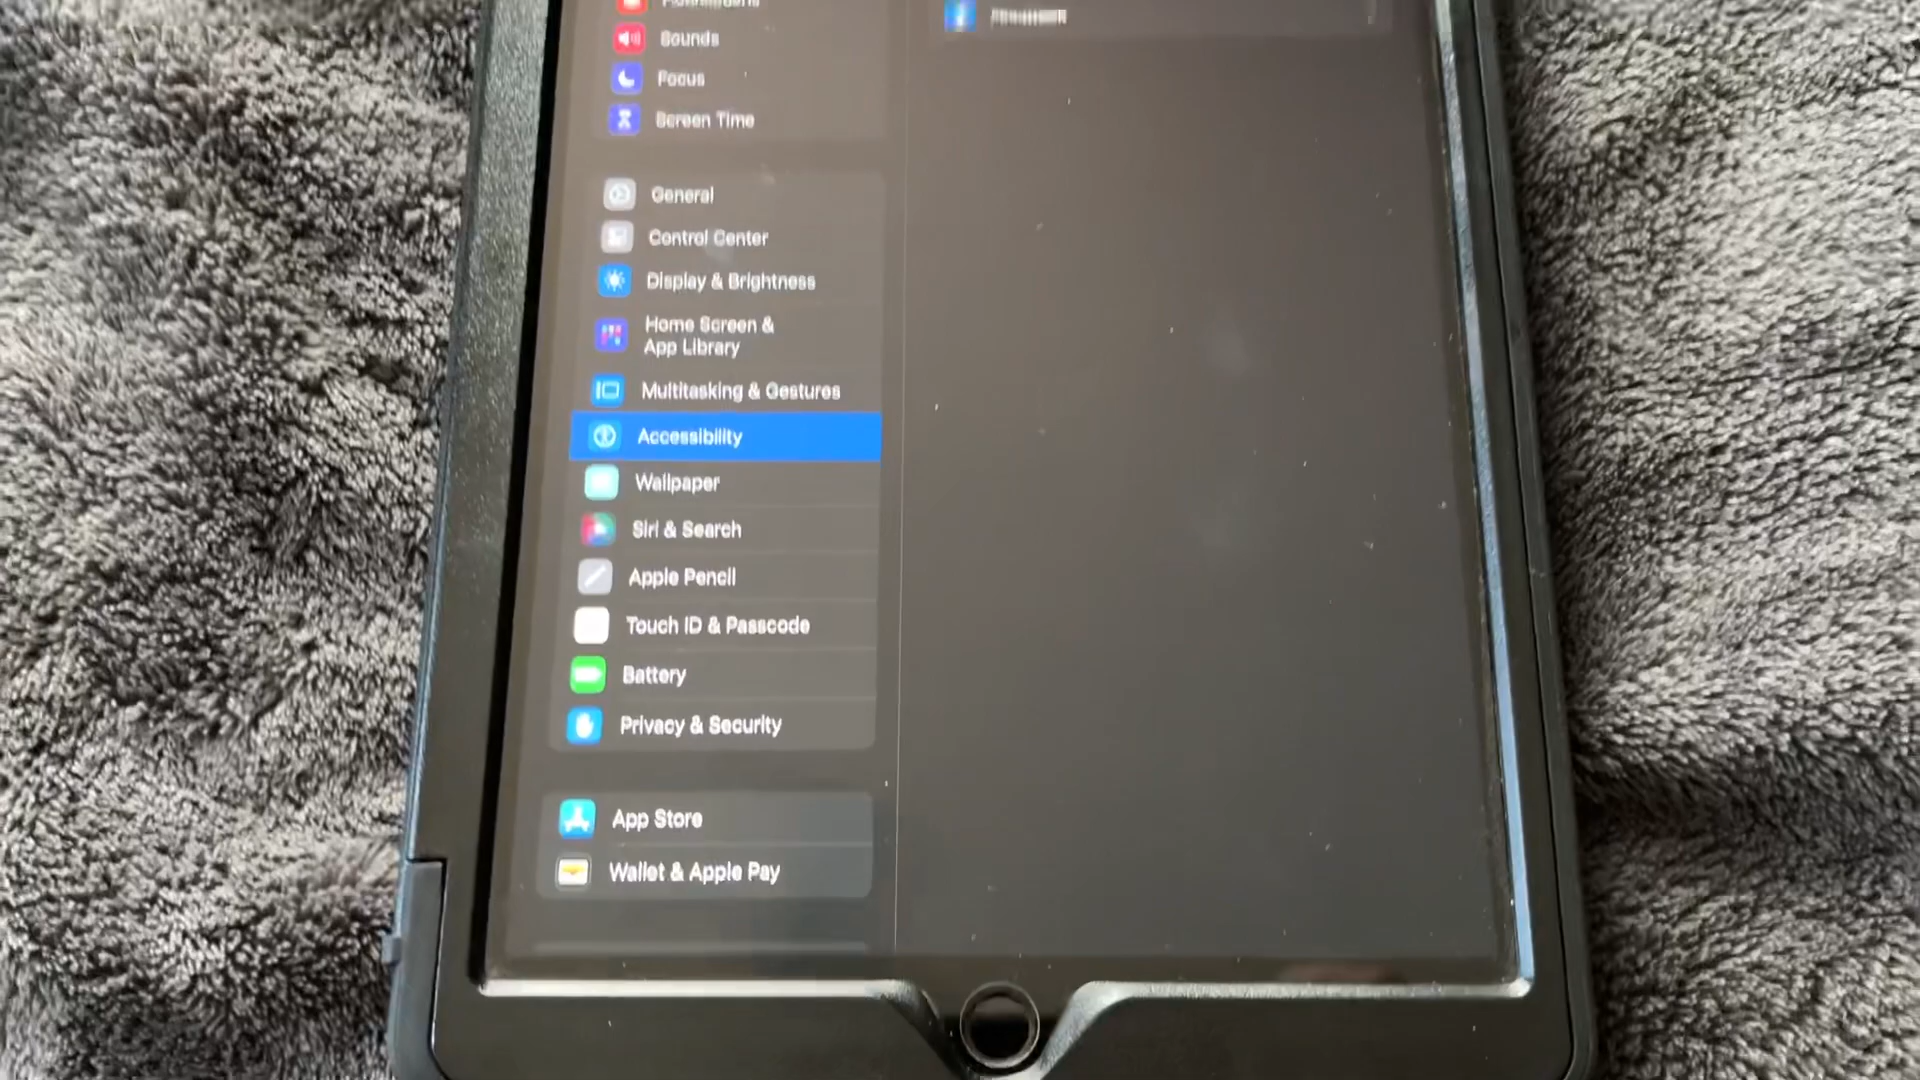 Sounds
Focus
Screen Time
General
Control Center
Display & Brightness
Home Screen &
App Library
Multitasking & Gestures
Accessibility
Wallpaper
Siri & Search
Apple Pencil
Touch ID & Passcode
Battery
Privacy & Security
App Store
Wallet & Apple Pay